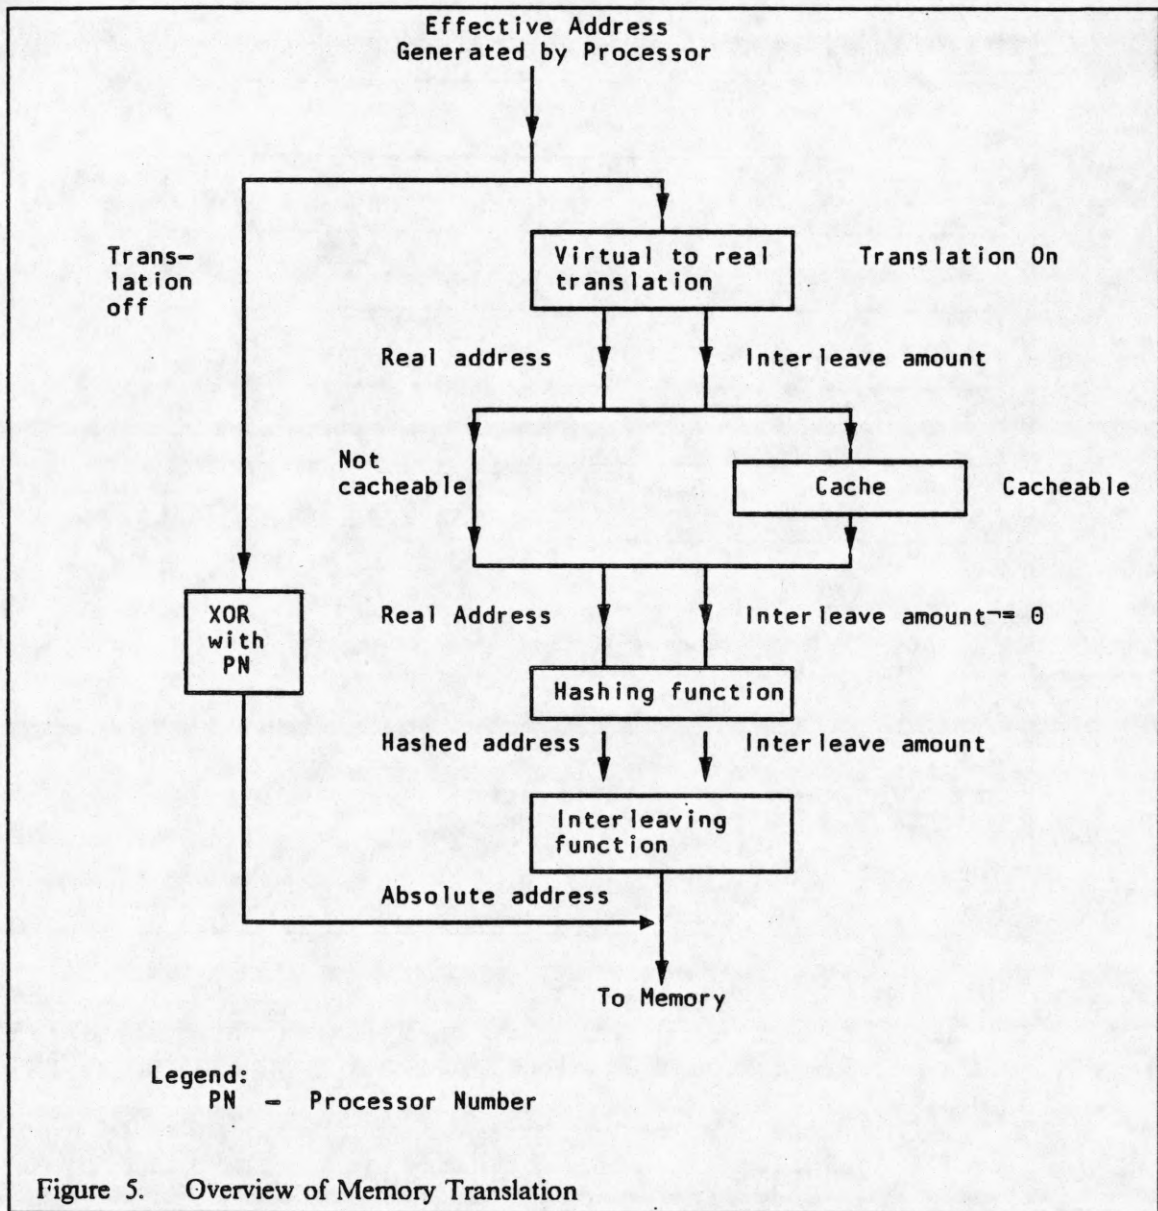 Effective Address
Generated by Processor
Trans-
lation
off
Virtual to real
translation
Translation On
Real address
Interleave amount
Not
cacheable
Cache
Cacheable
XOR
with
PN
Real Address
Interleave amount ¬= 0
Hashing function
Hashed address
Interleave amount
Interleaving
function
Absolute address
To Memory
Legend:
PN - Processor Number
Figure 5. Overview of Memory Translation